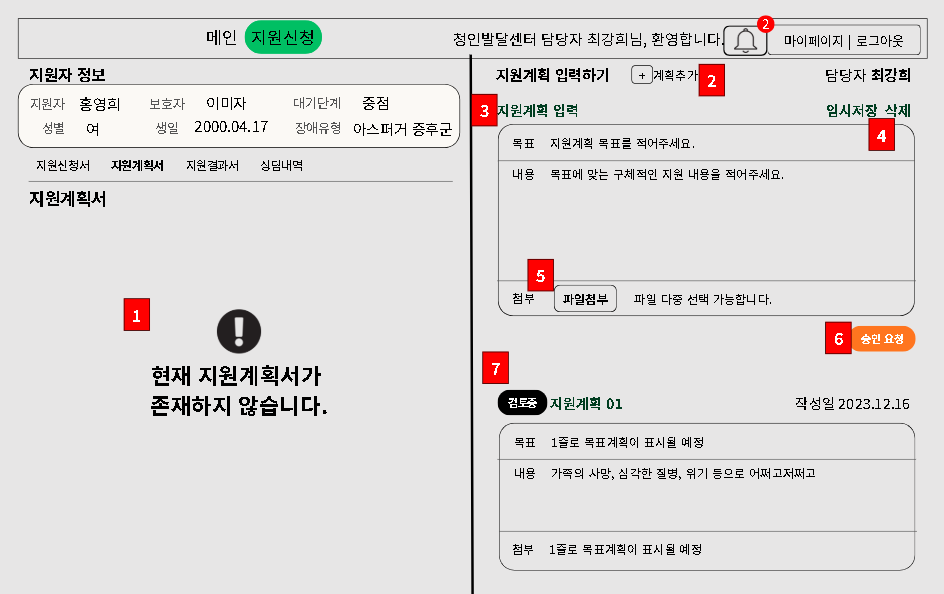 메인 지원신청
청인발달센터 담당자 최강희님, 환영합니다.
2
마이페이지 | 로그아웃
지원자 정보
지원자 홍영희 보호자 이미자 대기단계 중점
성별 여 생일 2000.04.17 장애유형 아스퍼거 증후군
지원신청서 지원계획서 지원결과서 상담내역
지원계획서
1
현재 지원계획서가
존재하지 않습니다.
지원계획 입력하기 + 계획추가 2 담당자 최강희
3 지원계획 입력 임시저장 삭제
4
목표 지원계획 목표를 적어주세요.
내용 목표에 맞는 구체적인 지원 내용을 적어주세요.
5
첨부 파일첨부 파일 다중 선택 가능합니다.
6 승인 요청
7
검토중 지원계획 01 작성일 2023.12.16
목표 1줄로 목표계획이 표시될 예정
내용 가족의 사망, 심각한 질병, 위기 등으로 어쩌고저쩌고
첨부 1줄로 목표계획이 표시될 예정